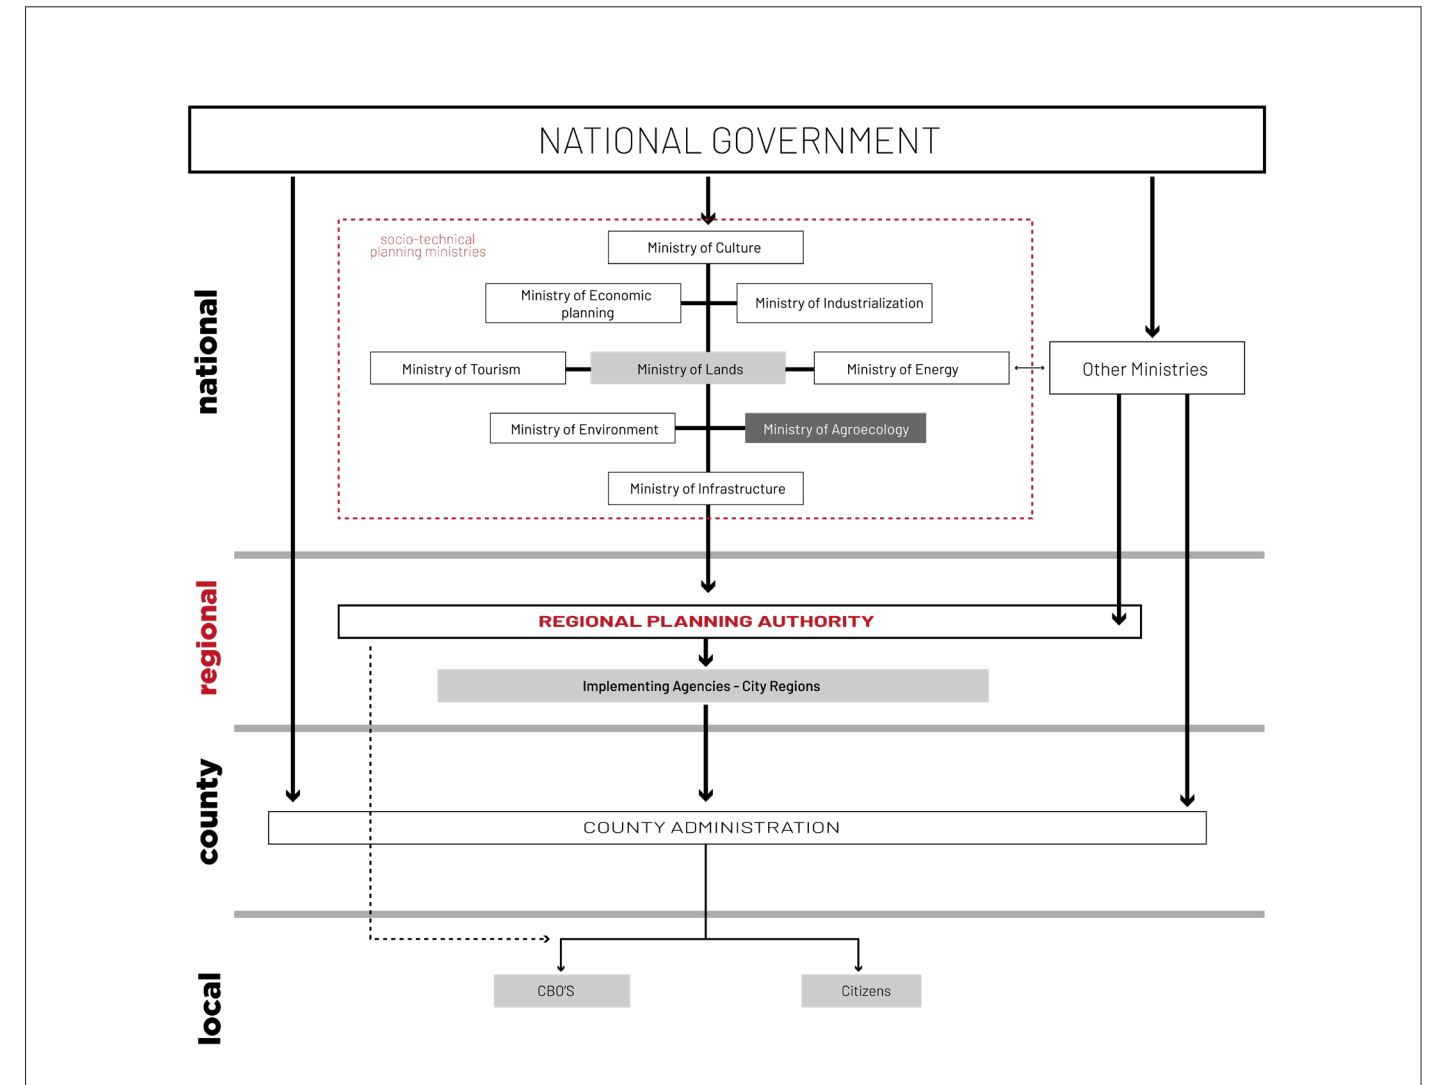 NATIONAL GOVERNMENT
national
socio-technical
planning ministries
Ministry of Culture
Ministry of Economic
planning
Ministry of Industrialization
Ministry of Tourism
Ministry of Lands
Ministry of Energy
Other Ministries
Ministry of Environment
Ministry of Agroecology
Ministry of Infrastructure
regional
REGIONAL PLANNING AUTHORITY
Implementing Agencies - City Regions
county
COUNTY ADMINISTRATION
local
CBO'S
Citizens